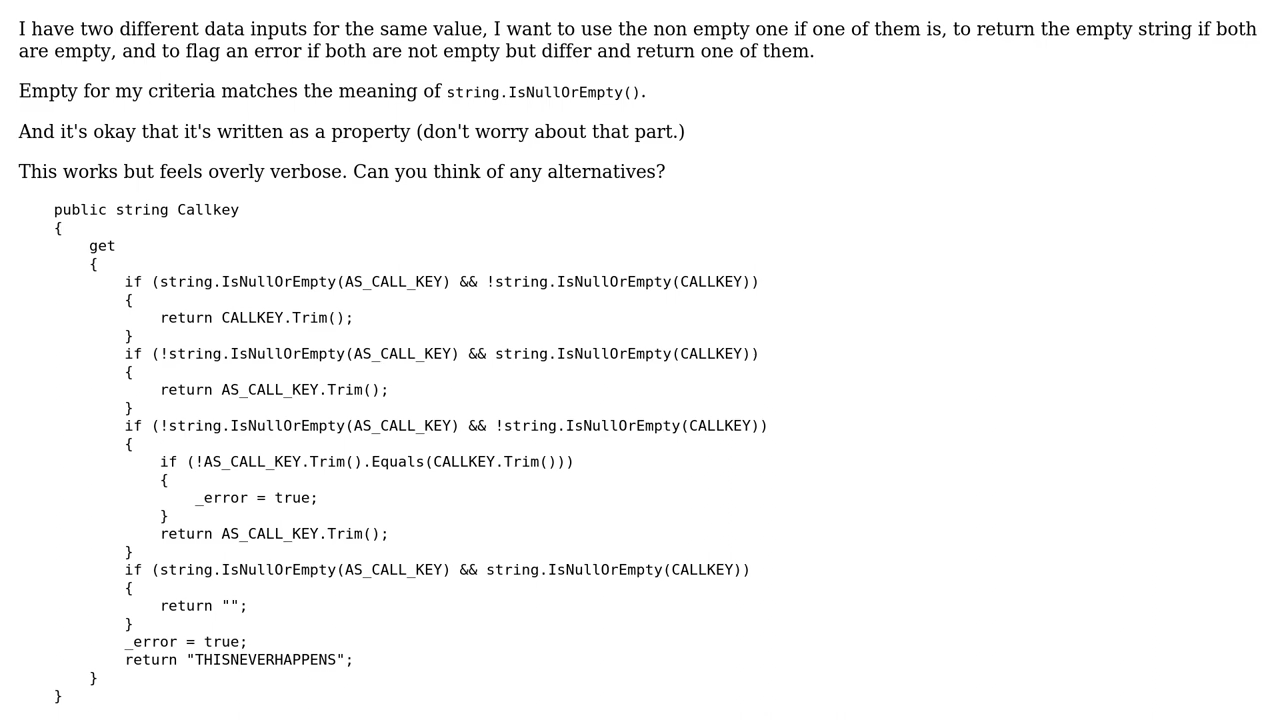 I have two different data inputs for the same value, I want to use the non empty one if one of them is, to return the empty string if both
are empty, and to flag an error if both are not empty but differ and return one of them.
Empty for my criteria matches the meaning of string.IsNullOrEmpty().
And it's okay that it's written as a property (don't worry about that part.)
This works but feels overly verbose. Can you think of any alternatives?
public string Callkey
{
    get
    {
        if (string.IsNullOrEmpty(AS_CALL_KEY) && !string.IsNullOrEmpty(CALLKEY))
        {
            return CALLKEY.Trim();
        }
        if (!string.IsNullOrEmpty(AS_CALL_KEY) && string.IsNullOrEmpty(CALLKEY))
        {
            return AS_CALL_KEY.Trim();
        }
        if (!string.IsNullOrEmpty(AS_CALL_KEY) && !string.IsNullOrEmpty(CALLKEY))
        {
            if (!AS_CALL_KEY.Trim().Equals(CALLKEY.Trim()))
            {
                _error = true;
            }
            return AS_CALL_KEY.Trim();
        }
        if (string.IsNullOrEmpty(AS_CALL_KEY) && string.IsNullOrEmpty(CALLKEY))
        {
            return "";
        }
        _error = true;
        return "THISNEVERHAPPENS";
    }
}